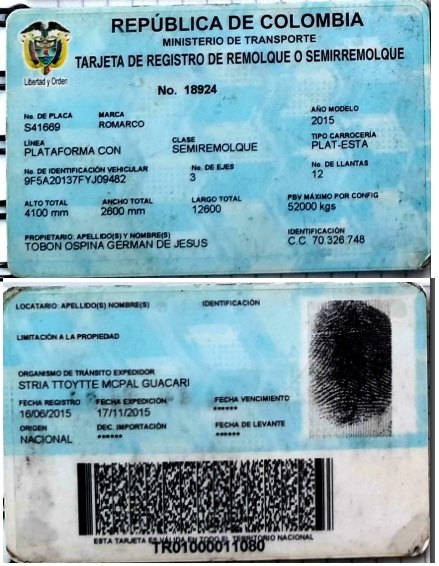 REPÚBLICA DE COLOMBIA
MINISTERIO DE TRANSPORTE
TARJETA DE REGISTRO DE REMOLQUE O SEMIRREMOLQUE
Libertad y Orden
No. 18924
No. DE PLACA MARCA AÑO MODELO
S41669 ROMARCO 2015
LÍNEA CLASE TIPO CARROCERÍA
PLATAFORMA CON SEMIREMOLQUE PLAT-ESTA
No. DE IDENTIFICACIÓN VEHICULAR No. DE EJES No. DE LLANTAS
9F5A20137FYJ09482 3 12
ALTO TOTAL ANCHO TOTAL LARGO TOTAL PBV MÁXIMO POR CONFIG
4100 mm 2600 mm 12600 52000 kgs
PROPIETARIO: APELLIDO(S) Y NOMBRE(S) IDENTIFICACIÓN
TOBON OSPINA GERMAN DE JESUS C.C. 70.326.748
LOCATARIO: APELLIDO(S) NOMBRE(S) IDENTIFICACIÓN
LIMITACIÓN A LA PROPIEDAD
ORGANISMO DE TRÁNSITO EXPEDIDOR
STRIA TTOYTTE MCPAL GUACARI
FECHA REGISTRO FECHA EXPEDICIÓN FECHA VENCIMIENTO
16/06/2015 17/11/2015 ******
ORIGEN DEC. IMPORTACIÓN FECHA DE LEVANTE
NACIONAL ****** ******
ESTA TARJETA ES VÁLIDA EN TODO EL TERRITORIO NACIONAL
TR01000011080